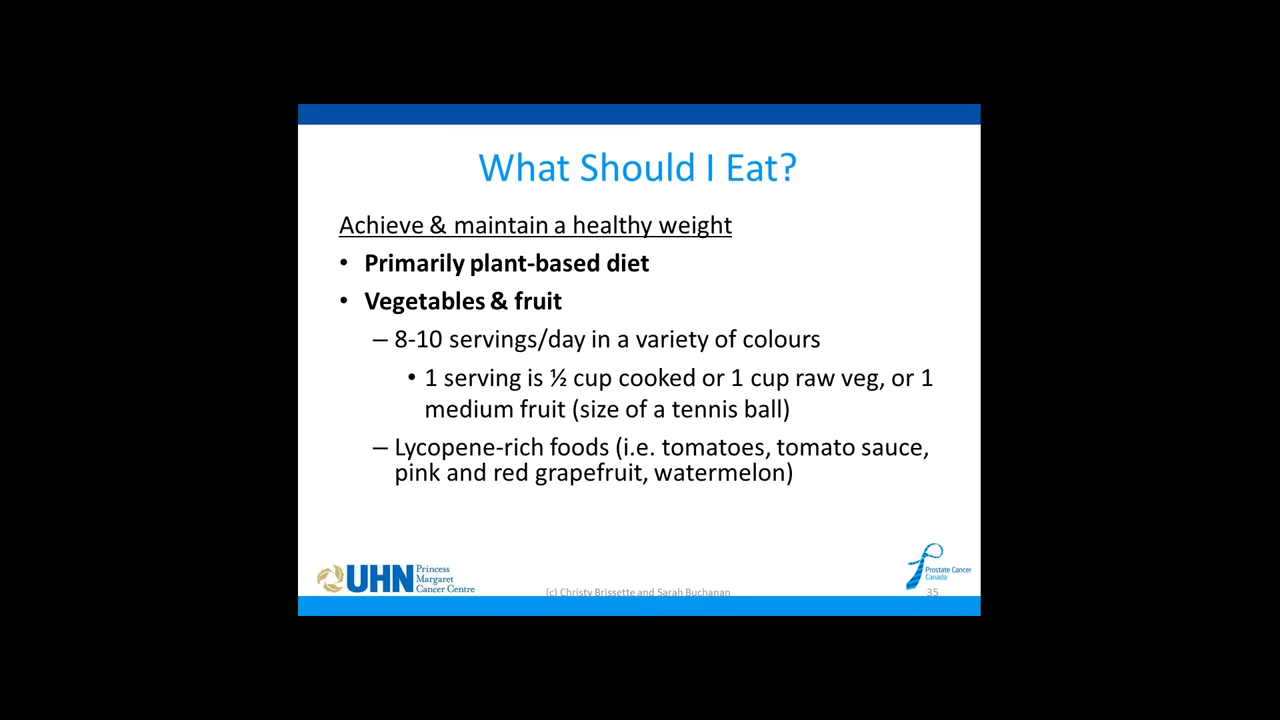 What Should I Eat?
Achieve & maintain a healthy weight
• Primarily plant-based diet
• Vegetables & fruit
– 8-10 servings/day in a variety of colours
• 1 serving is ½ cup cooked or 1 cup raw veg, or 1
medium fruit (size of a tennis ball)
– Lycopene-rich foods (i.e. tomatoes, tomato sauce,
pink and red grapefruit, watermelon)
UHN Princess
Margaret
Cancer Centre
(c) Christy Brissette and Sarah Buchanan
Prostate Cancer
Canada
35